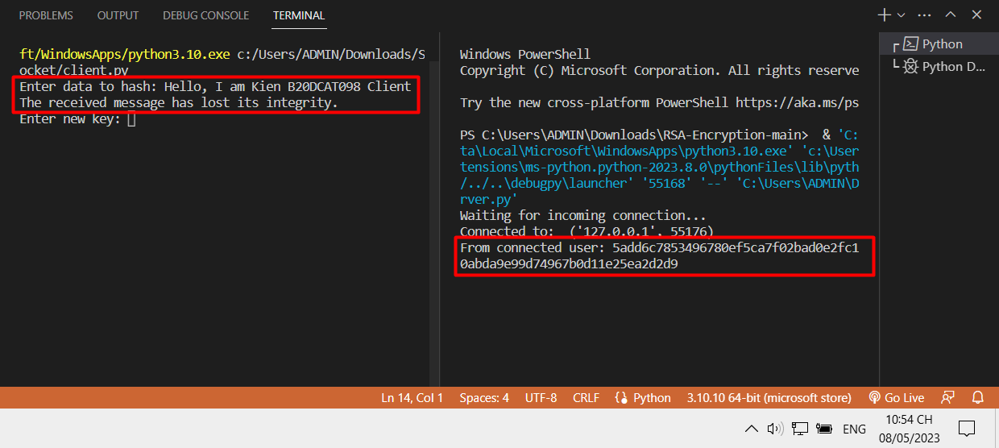 PROBLEMS OUTPUT DEBUG CONSOLE TERMINAL
ft/WindowsApps/python3.10.exe c:/Users/ADMIN/Downloads/S
ocket/client.py
Enter data to hash: Hello, I am Kien B20DCAT098 Client
The received message has lost its integrity.
Enter new key:
Windows PowerShell
Copyright (C) Microsoft Corporation. All rights reserve
Try the new cross-platform PowerShell https://aka.ms/ps
PS C:\Users\ADMIN\Downloads\RSA-Encryption-main>  & 'C:
ta\Local\Microsoft\WindowsApps\python3.10.exe' 'c:\User
tensions\ms-python.python-2023.8.0\pythonFiles\lib\pyth
/../..\debugpy\launcher' '55168' '--' 'C:\Users\ADMIN\D
rver.py'
Waiting for incoming connection...
Connected to:  ('127.0.0.1', 55176)
From connected user: 5add6c7853496780ef5ca7f02bad0e2fc1
0abda9e99d74967b0d11e25ea2d2d9
Python
Python D...
Ln 14, Col 1 Spaces: 4 UTF-8 CRLF Python 3.10.10 64-bit (microsoft store) Go Live
ENG
10:54 CH
08/05/2023